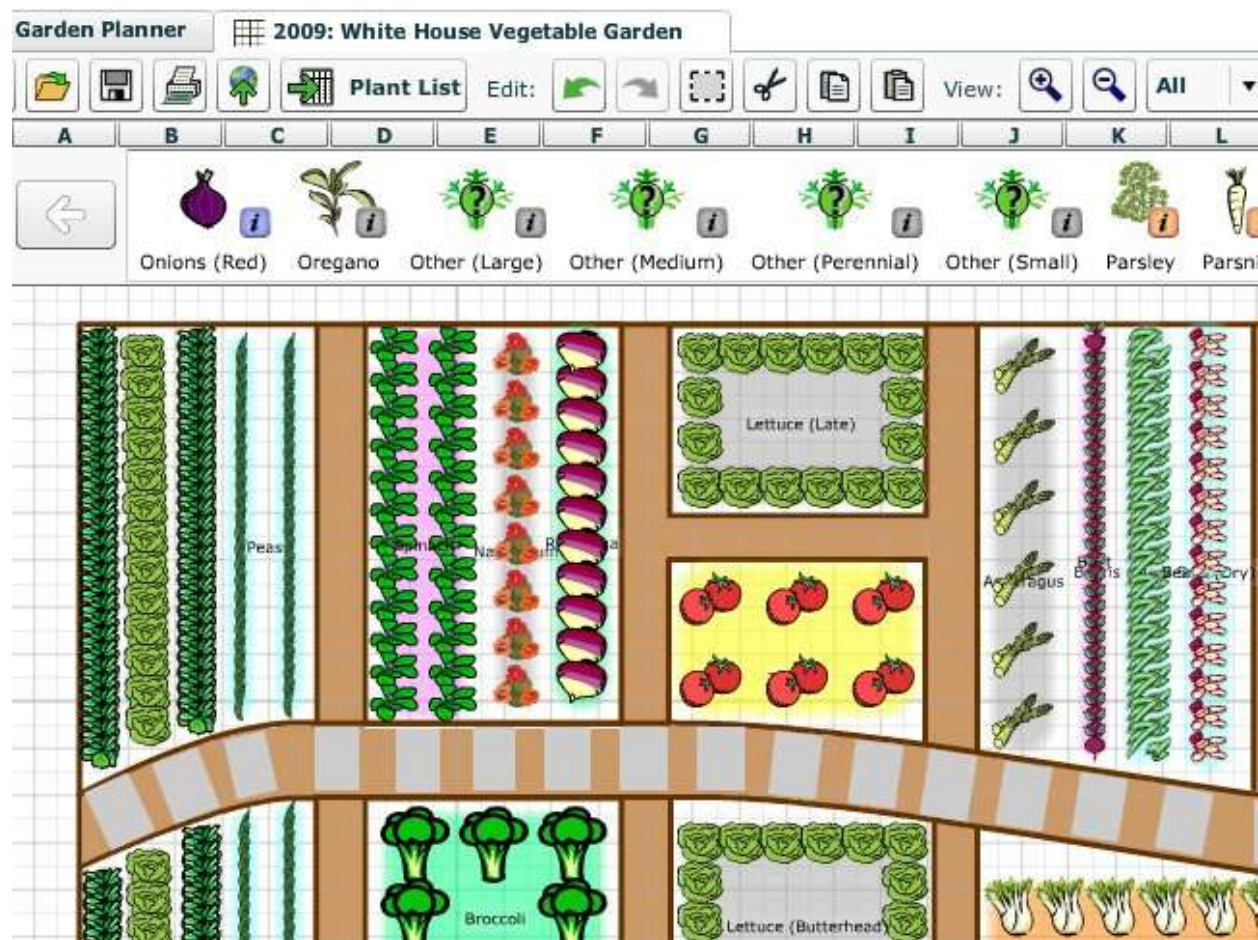 Garden Planner
2009: White House Vegetable Garden
Plant List
Edit:
View:
All
A B C D E F G H I J K L
i i i i i i i i
Onions (Red)
Oregano
Other (Large)
Other (Medium)
Other (Perennial)
Other (Small)
Parsley
Parsni
Lettuce (Late)
Peas
Broccoli
Lettuce (Butterhead)